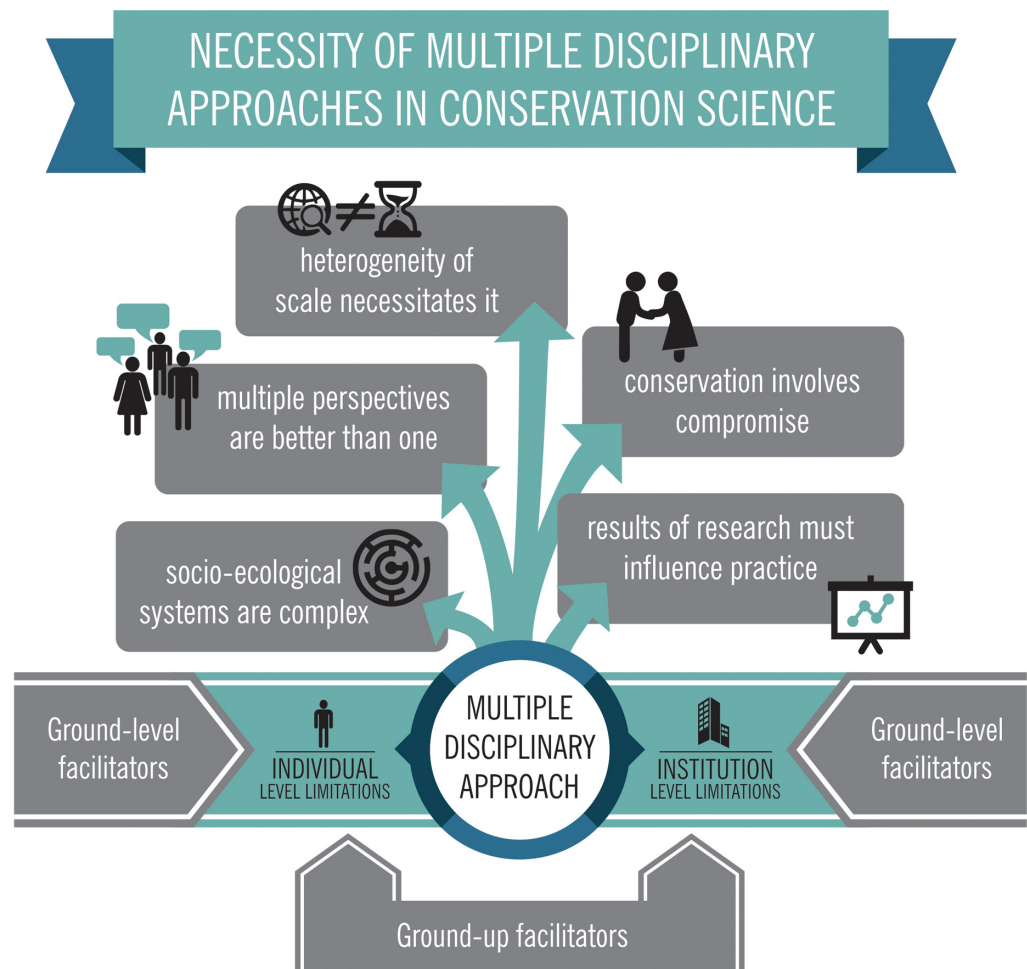 NECESSITY OF MULTIPLE DISCIPLINARY
APPROACHES IN CONSERVATION SCIENCE
heterogeneity of
scale necessitates it
conservation involves
compromise
multiple perspectives
are better than one
results of research must
influence practice
socio-ecological
systems are complex
Ground-level
facilitators
INDIVIDUAL
LEVEL LIMITATIONS
MULTIPLE
DISCIPLINARY
APPROACH
INSTITUTION
LEVEL LIMITATIONS
Ground-level
facilitators
Ground-up facilitators